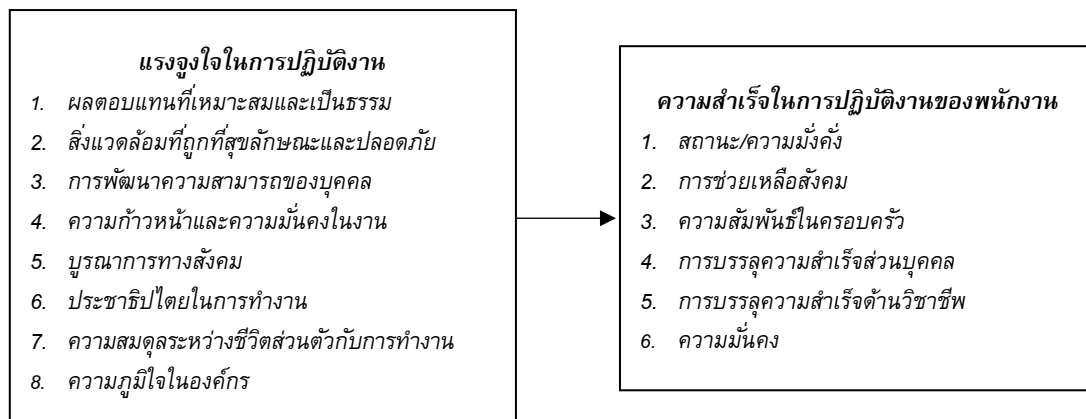 แรงจูงใจในการปฏิบัติงาน
1. ผลตอบแทนที่เหมาะสมและเป็นธรรม
2. สิ่งแวดล้อมที่ถูกที่สุขลักษณะและปลอดภัย
3. การพัฒนาความสามารถของบุคคล
4. ความก้าวหน้าและความมั่นคงในงาน
5. บูรณาการทางสังคม
6. ประชาธิปไตยในการทำงาน
7. ความสมดุลระหว่างชีวิตส่วนตัวกับการทำงาน
8. ความภูมิใจในองค์กร
ความสำเร็จในการปฏิบัติงานของพนักงาน
1. สถานะ/ความมั่งคั่ง
2. การช่วยเหลือสังคม
3. ความสัมพันธ์ในครอบครัว
4. การบรรลุความสำเร็จส่วนบุคคล
5. การบรรลุความสำเร็จด้านวิชาชีพ
6. ความมั่นคง